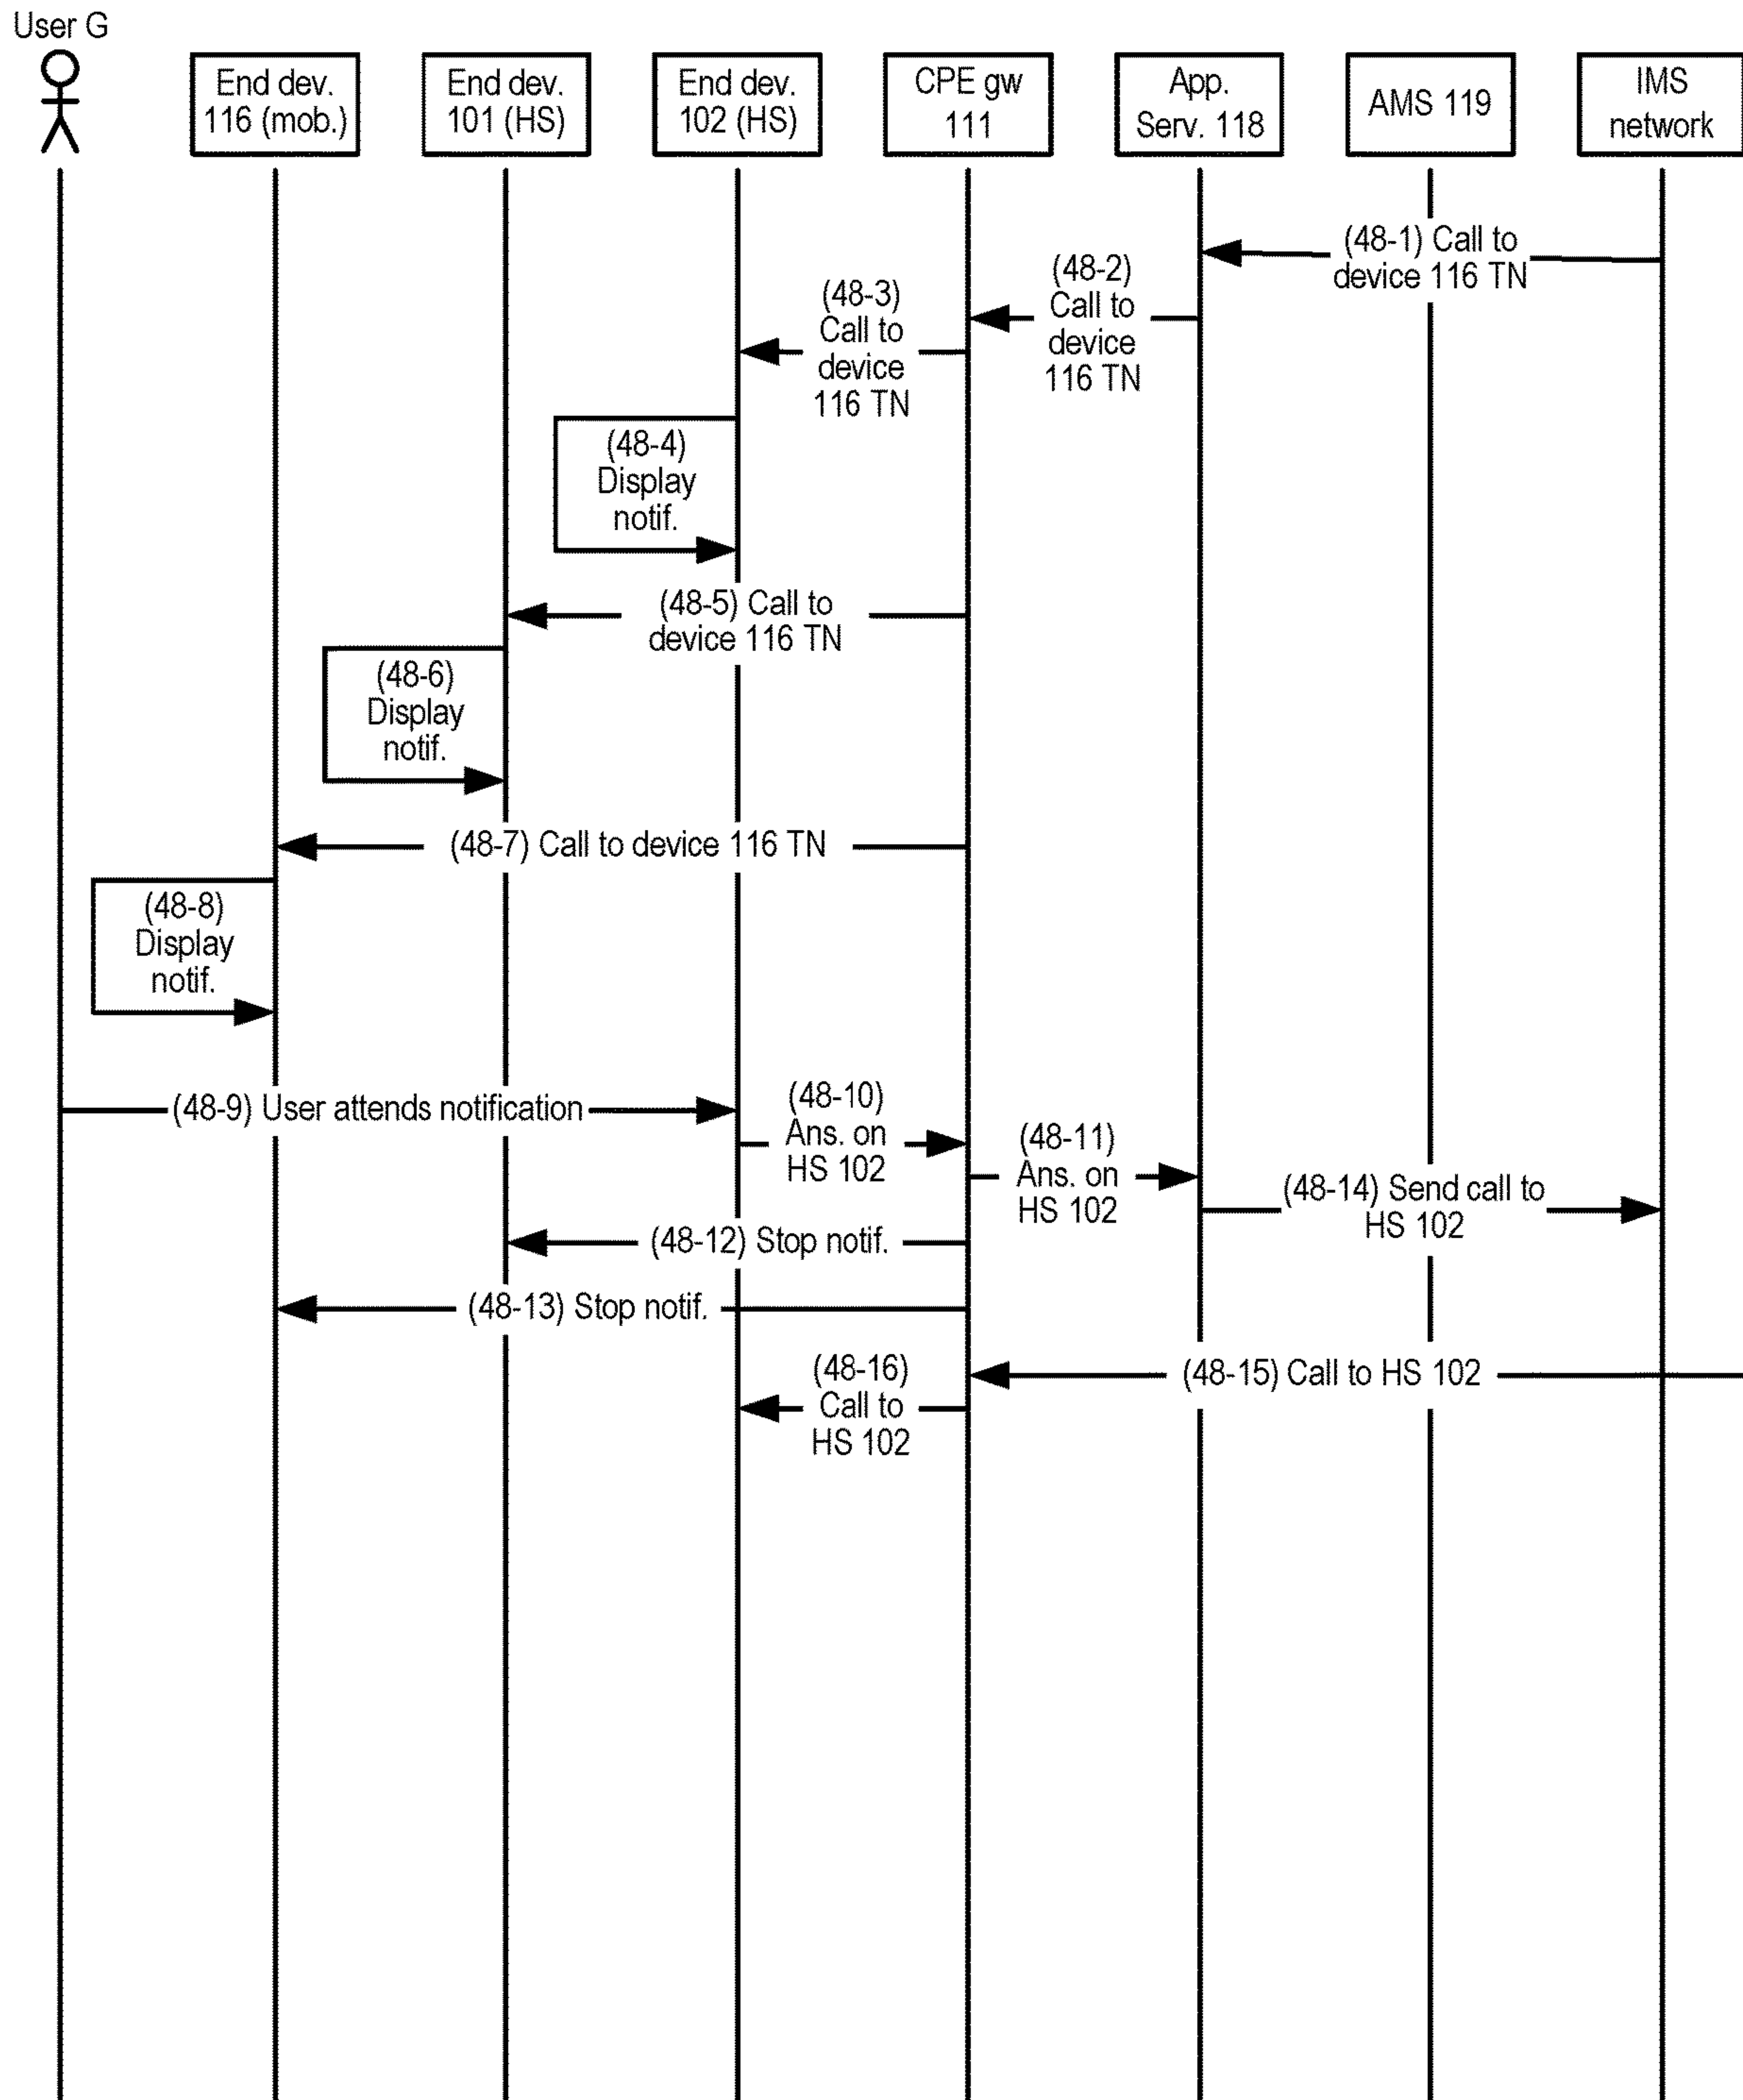 User G
End dev.
116 (mob.)
End dev.
101 (HS)
End dev.
102 (HS)
CPE gw
111
App.
Serv. 118
AMS 119
IMS
network
(48-1) Call to
device 116 TN
(48-2)
Call to
device
116 TN
(48-3)
Call to
device
116 TN
(48-4)
Display
notif.
(48-5) Call to
device 116 TN
(48-6)
Display
notif.
(48-7) Call to device 116 TN
(48-8)
Display
notif.
(48-9) User attends notification
(48-10)
Ans. on
HS 102
(48-11)
Ans. on
HS 102
(48-14) Send call to
HS 102
(48-12) Stop notif.
(48-13) Stop notif.
(48-15) Call to HS 102
(48-16)
Call to
HS 102